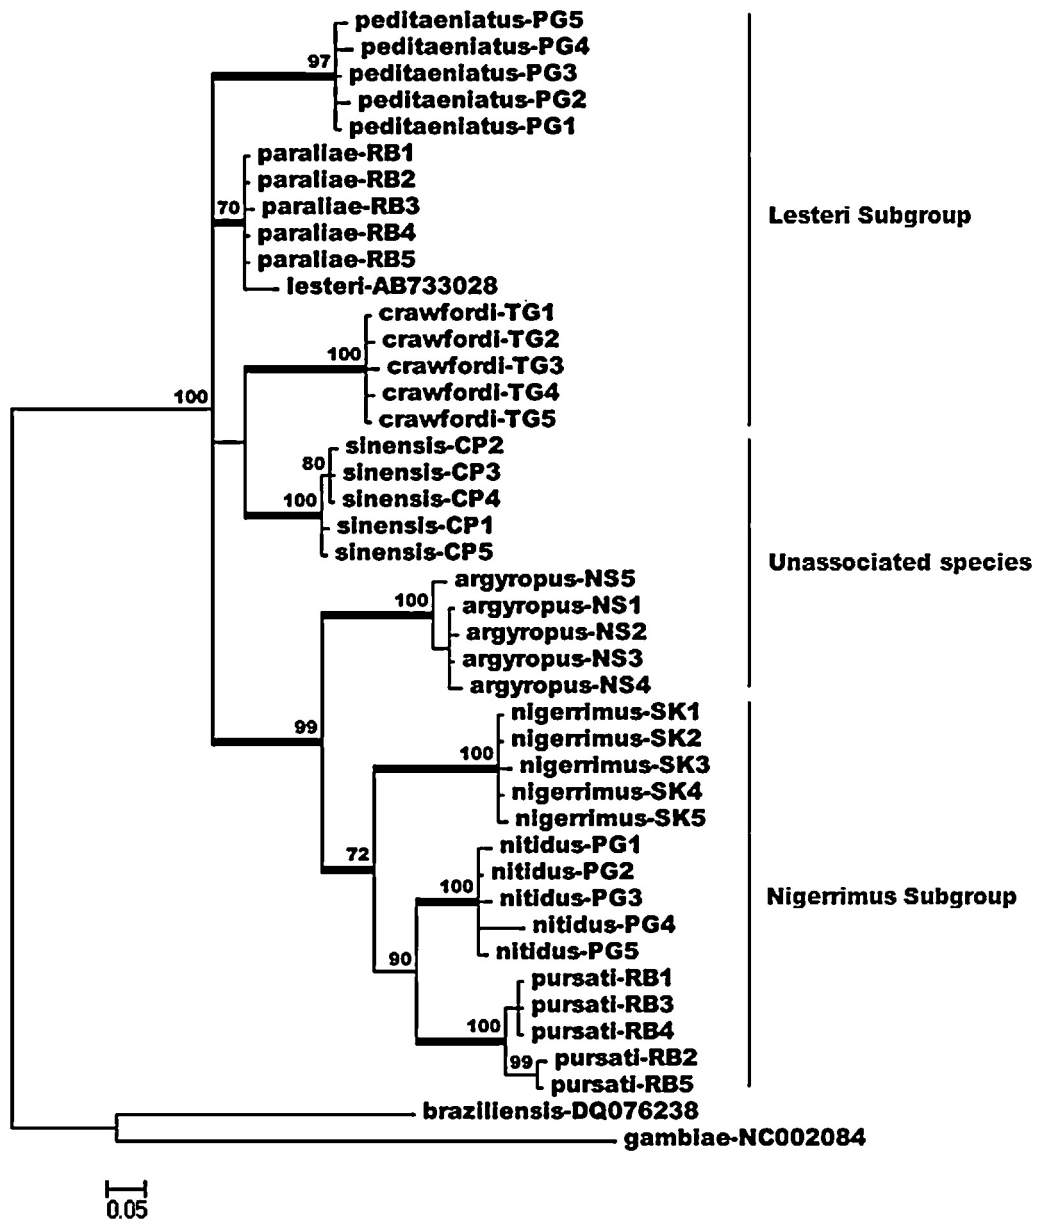 peditaeniatus-PG5
peditaeniatus-PG4
97
peditaeniatus-PG3
peditaeniatus-PG2
peditaeniatus-PG1
paraliae-RB1
paraliae-RB2
70
paraliae-RB3
Lesteri Subgroup
paraliae-RB4
paraliae-RB5
lesteri-AB733028
crawfordi-TG1
crawfordi-TG2
100
crawfordi-TG3
crawfordi-TG4
100
crawfordi-TG5
sinensis-CP2
80
sinensis-CP3
100
sinensis-CP4
sinensis-CP1
sinensis-CP5
Unassociated species
argyropus-NS5
100
argyropus-NS1
argyropus-NS2
argyropus-NS3
argyropus-NS4
nigerrimus-SK1
99
nigerrimus-SK2
100
nigerrimus-SK3
nigerrimus-SK4
nigerrimus-SK5
nitidus-PG1
72
nitidus-PG2
100
nitidus-PG3
Nigerrimus Subgroup
nitidus-PG4
nitidus-PG5
90
pursati-RB1
pursati-RB3
100
pursati-RB4
99
pursati-RB2
pursati-RB5
braziliensis-DQ076238
gambiae-NC002084
0.05